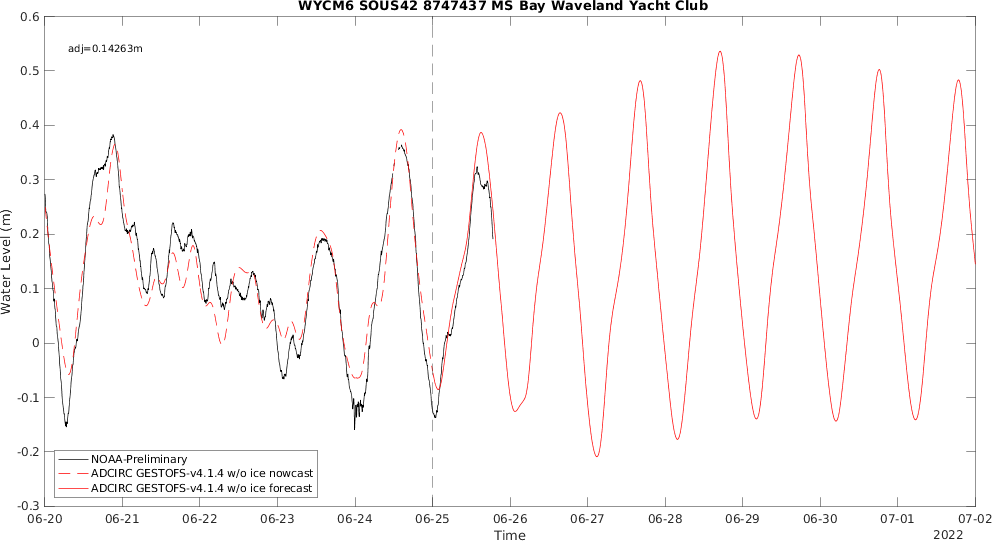 WYCM6 SOUS42 8747437 MS Bay Waveland Yacht Club
adj=0.14263m
Water Level (m)
0.6
0.5
0.4
0.3
0.2
0.1
0
-0.1
-0.2
-0.3
NOAA-Preliminary
ADCIRC GESTOFS-v4.1.4 w/o ice nowcast
ADCIRC GESTOFS-v4.1.4 w/o ice forecast
06-20 06-21 06-22 06-23 06-24 06-25 06-26 06-27 06-28 06-29 06-30 07-01 07-02
Time
2022